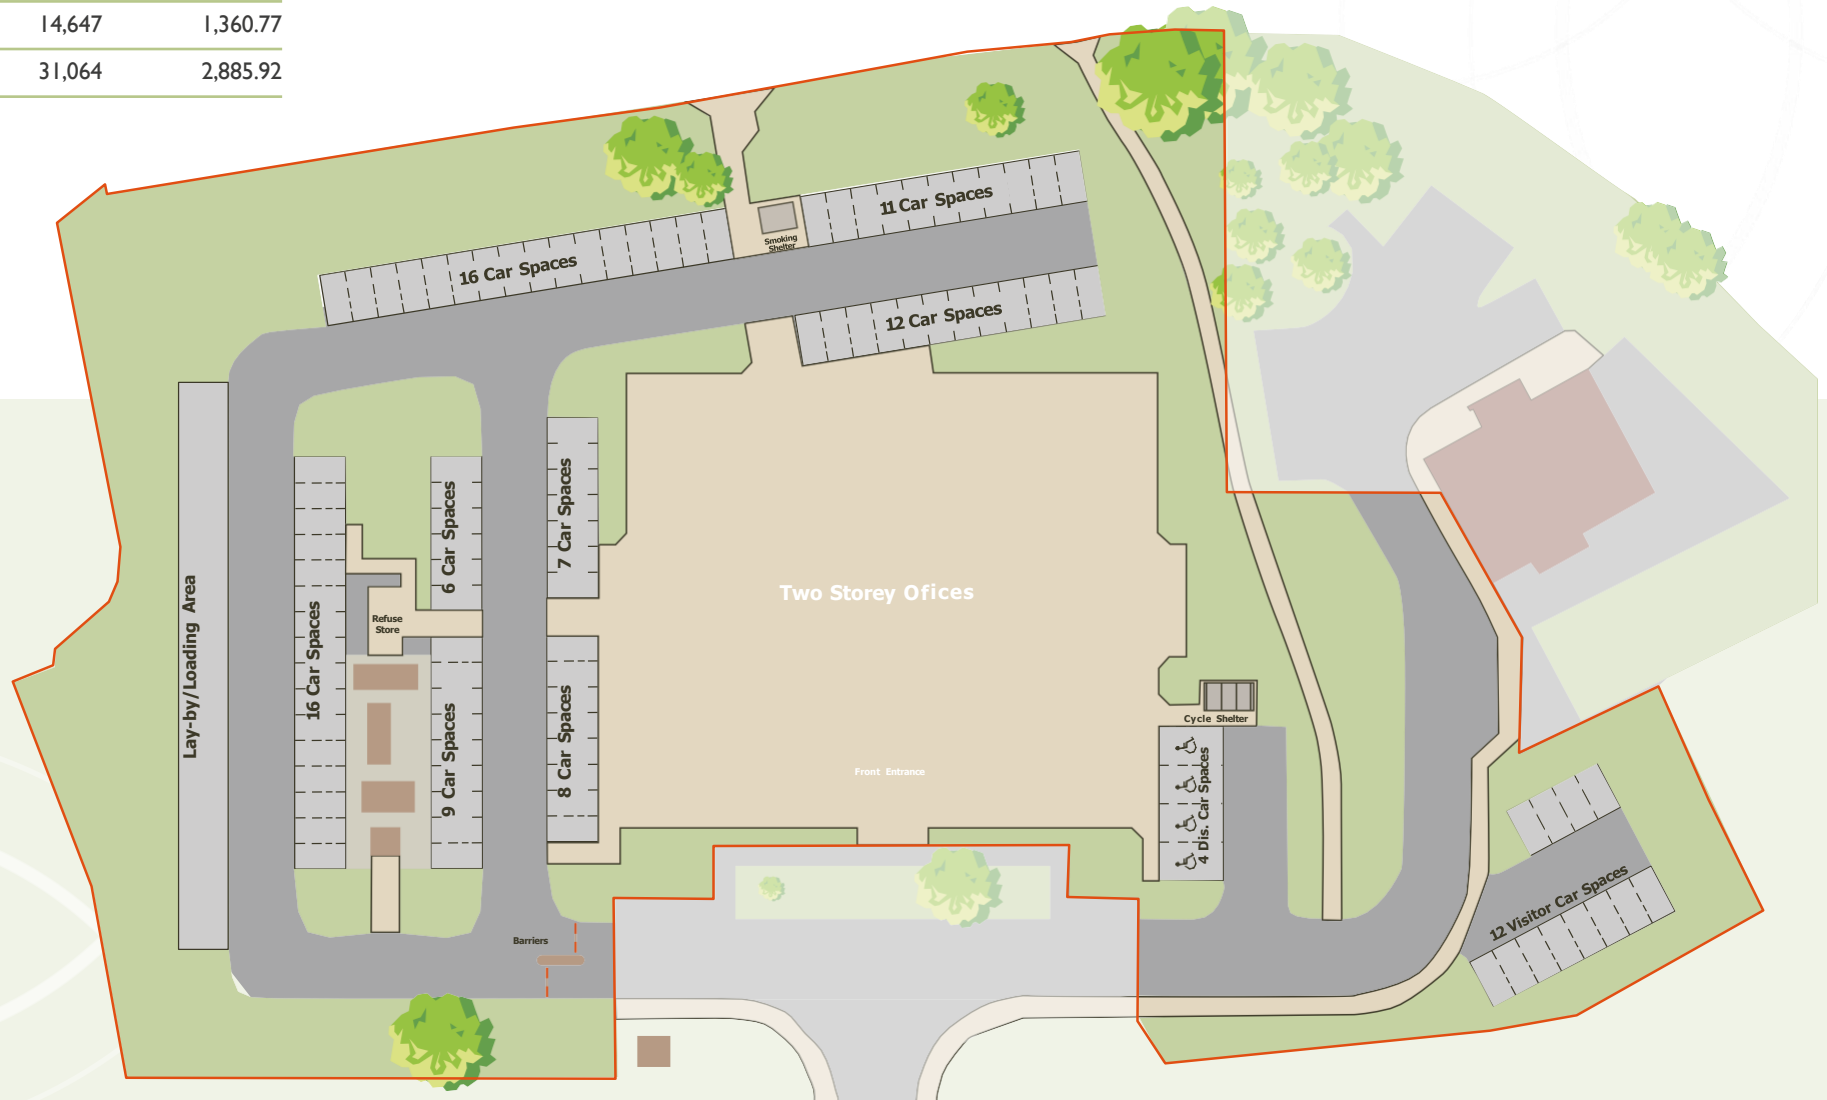 14,647 1,360.77
31,064 2,885.92
11 Car Spaces
Smoking
Shelter
16 Car Spaces
12 Car Spaces
7 Car Spaces
6 Car Spaces
Lay-by/Loading Area
16 Car Spaces
Refuse
Store
Two Storey Ofices
9 Car Spaces
8 Car Spaces
Cycle Shelter
4 Dis. Car Spaces
Front Entrance
12 Visitor Car Spaces
Barriers